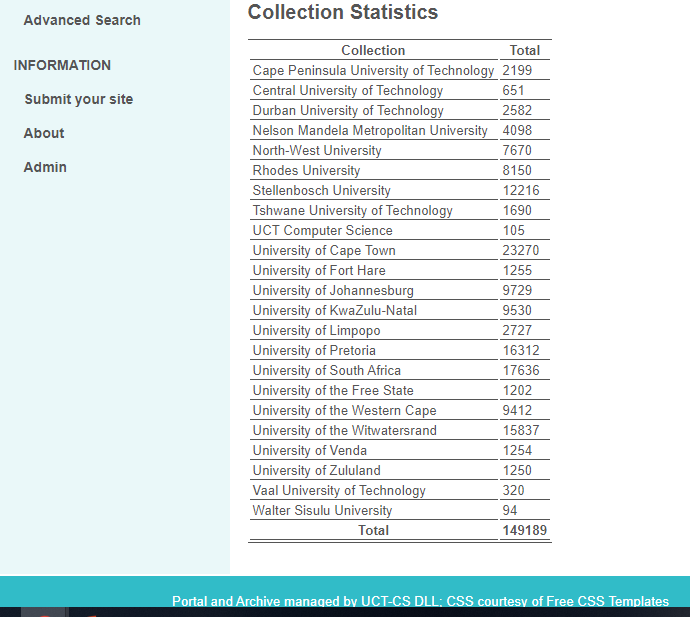 Advanced Search
INFORMATION
Submit your site
About
Admin
Collection Statistics
Collection Total
Cape Peninsula University of Technology 2199
Central University of Technology 651
Durban University of Technology 2582
Nelson Mandela Metropolitan University 4098
North-West University 7670
Rhodes University 8150
Stellenbosch University 12216
Tshwane University of Technology 1690
UCT Computer Science 105
University of Cape Town 23270
University of Fort Hare 1255
University of Johannesburg 9729
University of KwaZulu-Natal 9530
University of Limpopo 2727
University of Pretoria 16312
University of South Africa 17636
University of the Free State 1202
University of the Western Cape 9412
University of the Witwatersrand 15837
University of Venda 1254
University of Zululand 1250
Vaal University of Technology 320
Walter Sisulu University 94
Total 149189
Portal and Archive managed by UCT-CS DLL; CSS courtesy of Free CSS Templates